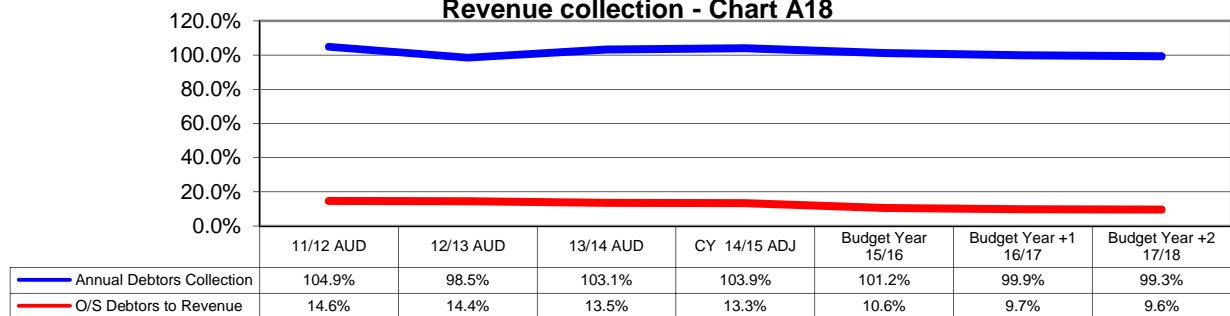 Revenue collection - Chart A18
120.0%
100.0%
80.0%
60.0%
40.0%
20.0%
0.0%
11/12 AUD 12/13 AUD 13/14 AUD CY 14/15 ADJ Budget Year 15/16 Budget Year +1 16/17 Budget Year +2 17/18
Annual Debtors Collection 104.9% 98.5% 103.1% 103.9% 101.2% 99.9% 99.3%
O/S Debtors to Revenue 14.6% 14.4% 13.5% 13.3% 10.6% 9.7% 9.6%